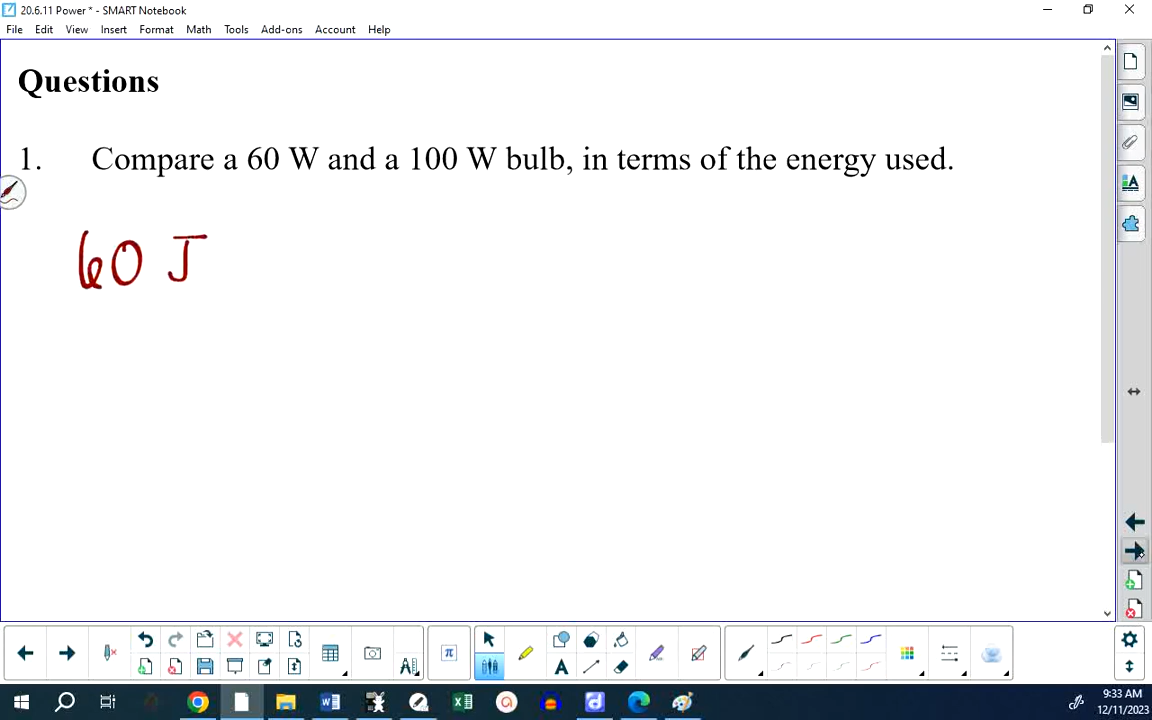 20.6.11 Power * - SMART Notebook
File Edit View Insert Format Math Tools Add-ons Account Help
Questions
1. Compare a 60 W and a 100 W bulb, in terms of the energy used.
60 J
9:33 AM
12/11/2023